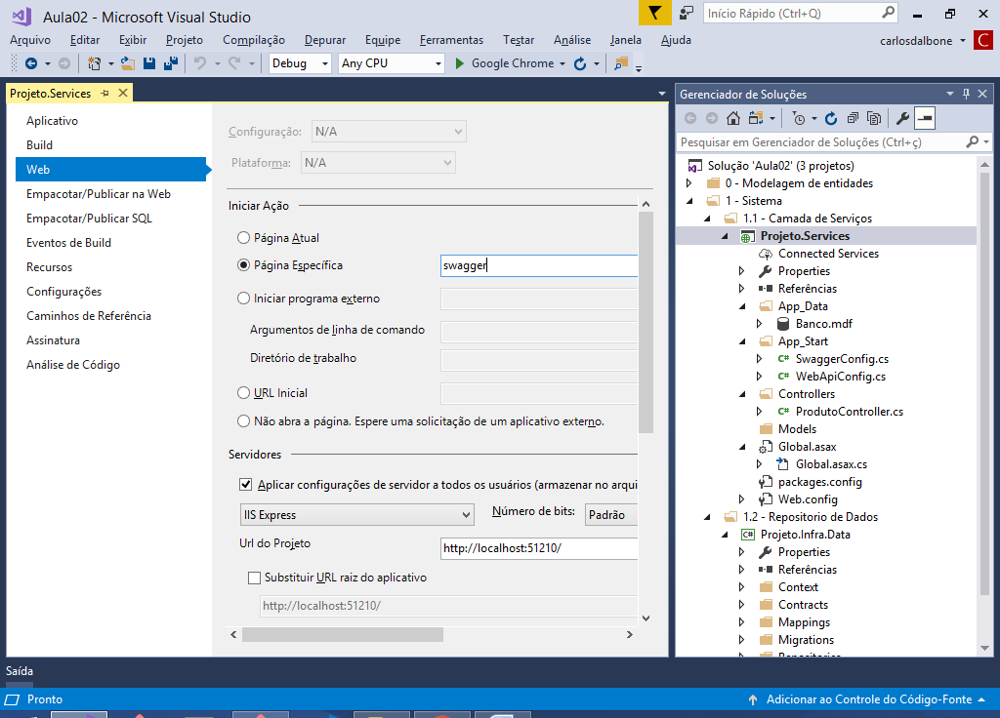 Aula02 - Microsoft Visual Studio
Início Rápido (Ctrl+Q)
Arquivo Editar Exibir Projeto Compilação Depurar Equipe Ferramentas Testar Análise Janela Ajuda
carlosdalbone C
Debug Any CPU Google Chrome
Projeto.Services
Aplicativo
Build
Web
Empacotar/Publicar na Web
Empacotar/Publicar SQL
Eventos de Build
Recursos
Configurações
Caminhos de Referência
Assinatura
Análise de Código
Configuração: N/A
Plataforma: N/A
Iniciar Ação
Página Atual
Página Específica swagger
Iniciar programa externo
Argumentos de linha de comando
Diretório de trabalho
URL Inicial
Não abra a página. Espere uma solicitação de um aplicativo externo.
Servidores
Aplicar configurações de servidor a todos os usuários (armazenar no arqui
IIS Express Número de bits: Padrão
Url do Projeto http://localhost:51210/
Substituir URL raiz do aplicativo
http://localhost:51210/
Gerenciador de Soluções
Pesquisar em Gerenciador de Soluções (Ctrl+ç)
Solução 'Aula02' (3 projetos)
0 - Modelagem de entidades
1 - Sistema
1.1 - Camada de Serviços
Projeto.Services
Connected Services
Properties
Referências
App_Data
Banco.mdf
App_Start
C# SwaggerConfig.cs
C# WebApiConfig.cs
Controllers
C# ProdutoController.cs
Models
Global.asax
Global.asax.cs
packages.config
Web.config
1.2 - Repositorio de Dados
C# Projeto.Infra.Data
Properties
Referências
Context
Contracts
Mappings
Migrations
Saída
Pronto
Adicionar ao Controle do Código-Fonte